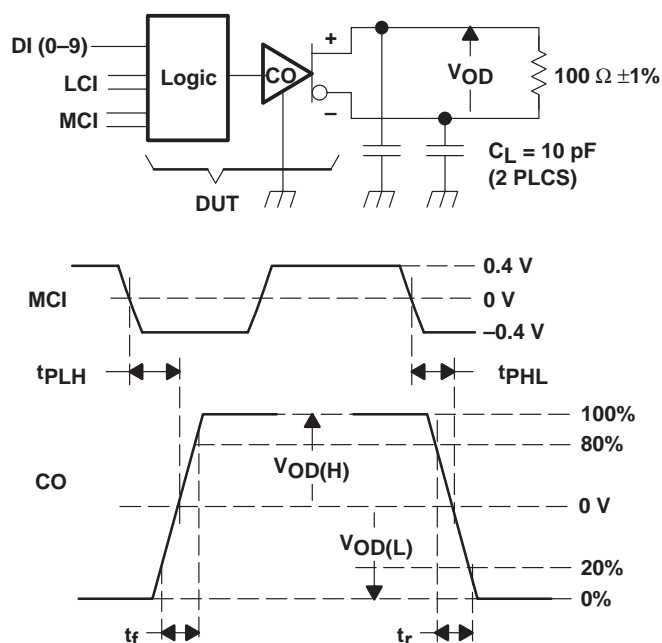 DI (0–9)
LCI
MCI
Logic
CO
+
–
VOD
100 Ω ±1%
CL = 10 pF
(2 PLCS)
DUT
MCI
0.4 V
0 V
–0.4 V
tPLH
tPHL
CO
100%
80%
VOD(H)
0 V
VOD(L)
20%
0%
tf
tr